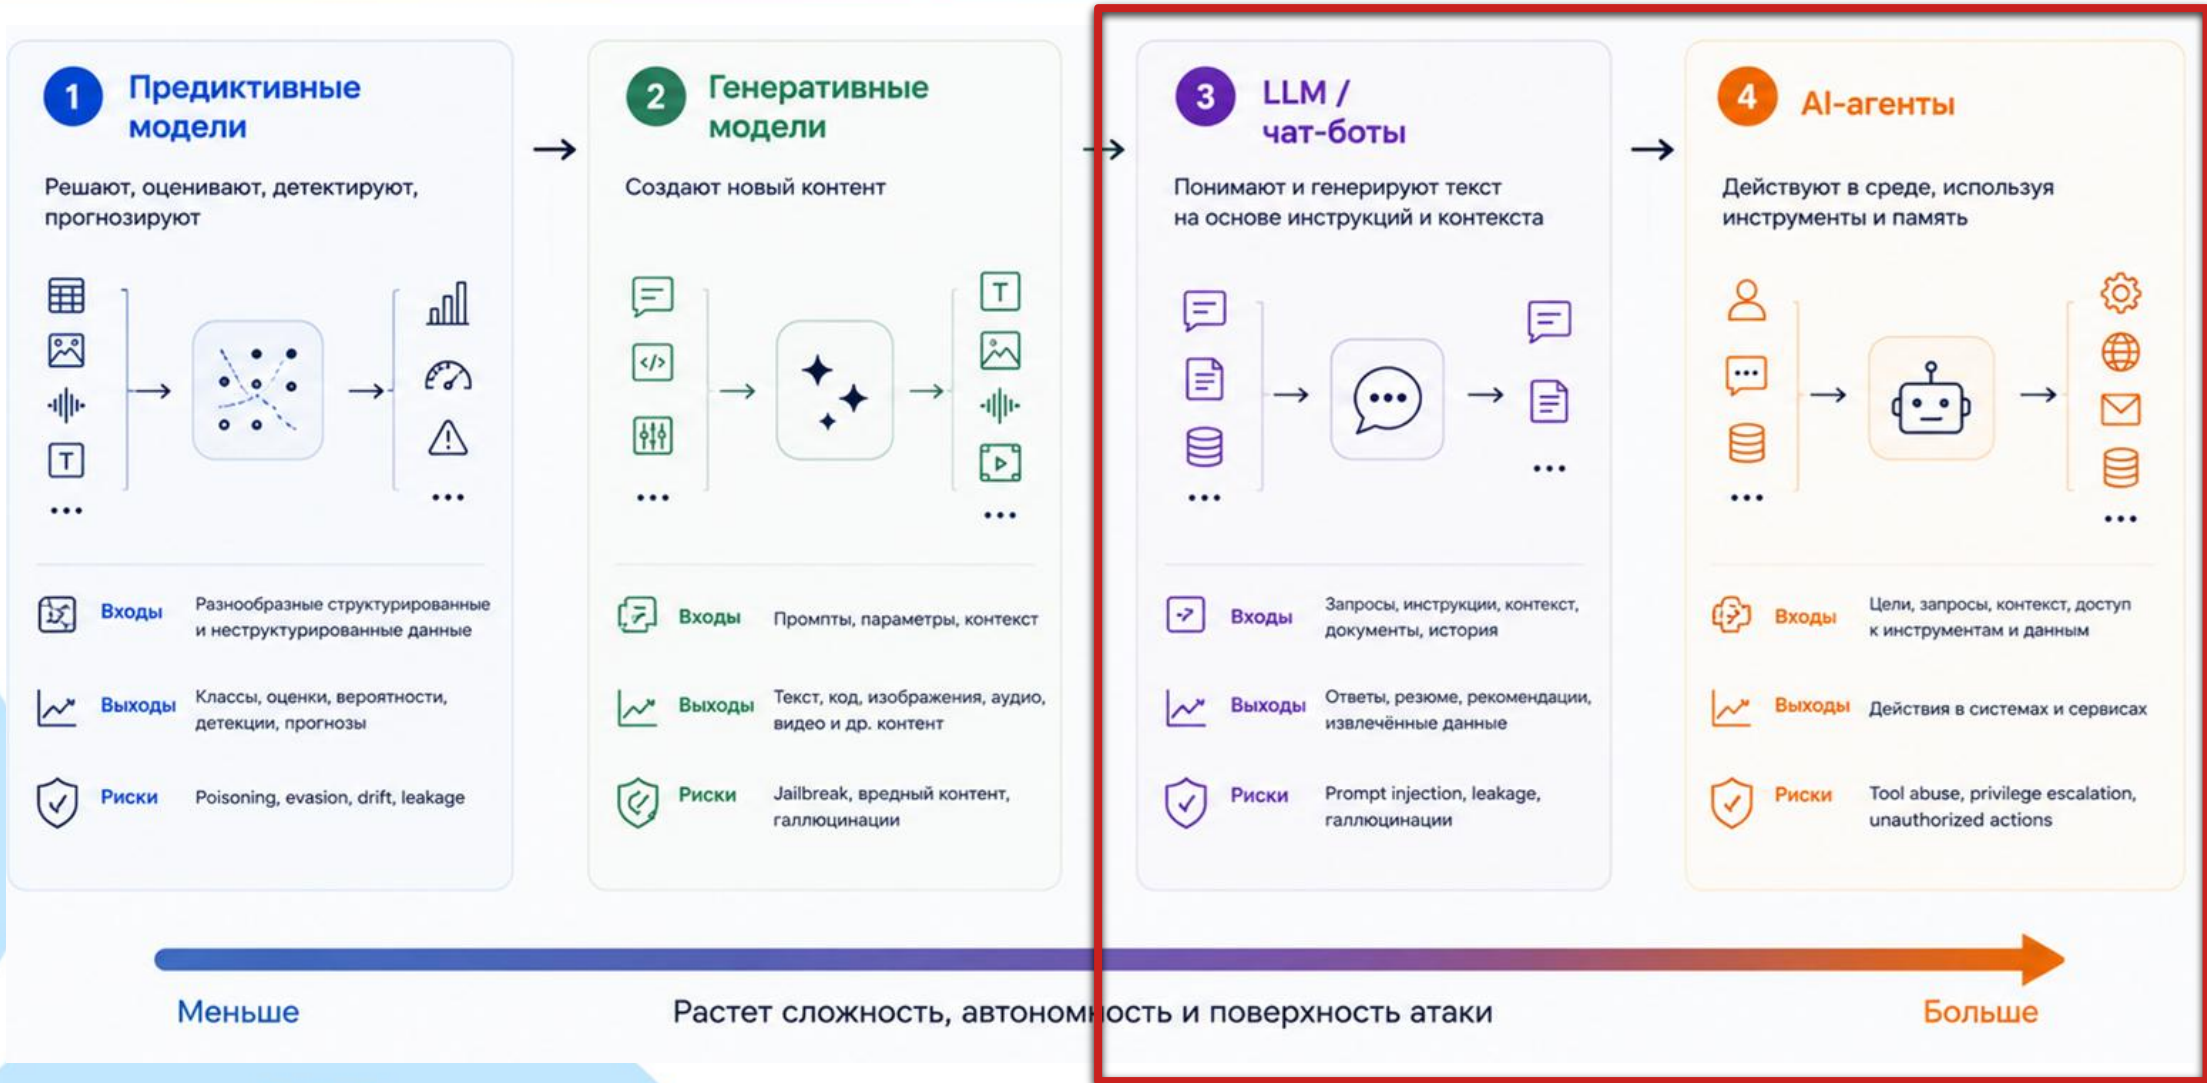 1
Предиктивные
модели
Решают, оценивают, детектируют,
прогнозируют
T
Входы
Разнообразные структурированные
и неструктурированные данные
Выходы
Классы, оценки, вероятности,
детекции, прогнозы
Риски
Poisoning, evasion, drift, leakage
2
Генеративные
модели
Создают новый контент
</>
T
Входы
Промпты, параметры, контекст
Выходы
Текст, код, изображения, аудио,
видео и др. контент
Риски
Jailbreak, вредный контент,
галлюцинации
3
LLM /
чат-боты
Понимают и генерируют текст
на основе инструкций и контекста
Входы
Запросы, инструкции, контекст,
документы, история
Выходы
Ответы, резюме, рекомендации,
извлечённые данные
Риски
Prompt injection, leakage,
галлюцинации
4
AI-агенты
Действуют в среде, используя
инструменты и память
Входы
Цели, запросы, контекст, доступ
к инструментам и данным
Выходы
Действия в системах и сервисах
Риски
Tool abuse, privilege escalation,
unauthorized actions
Меньше
Растет сложность, автономность и поверхность атаки
Больше